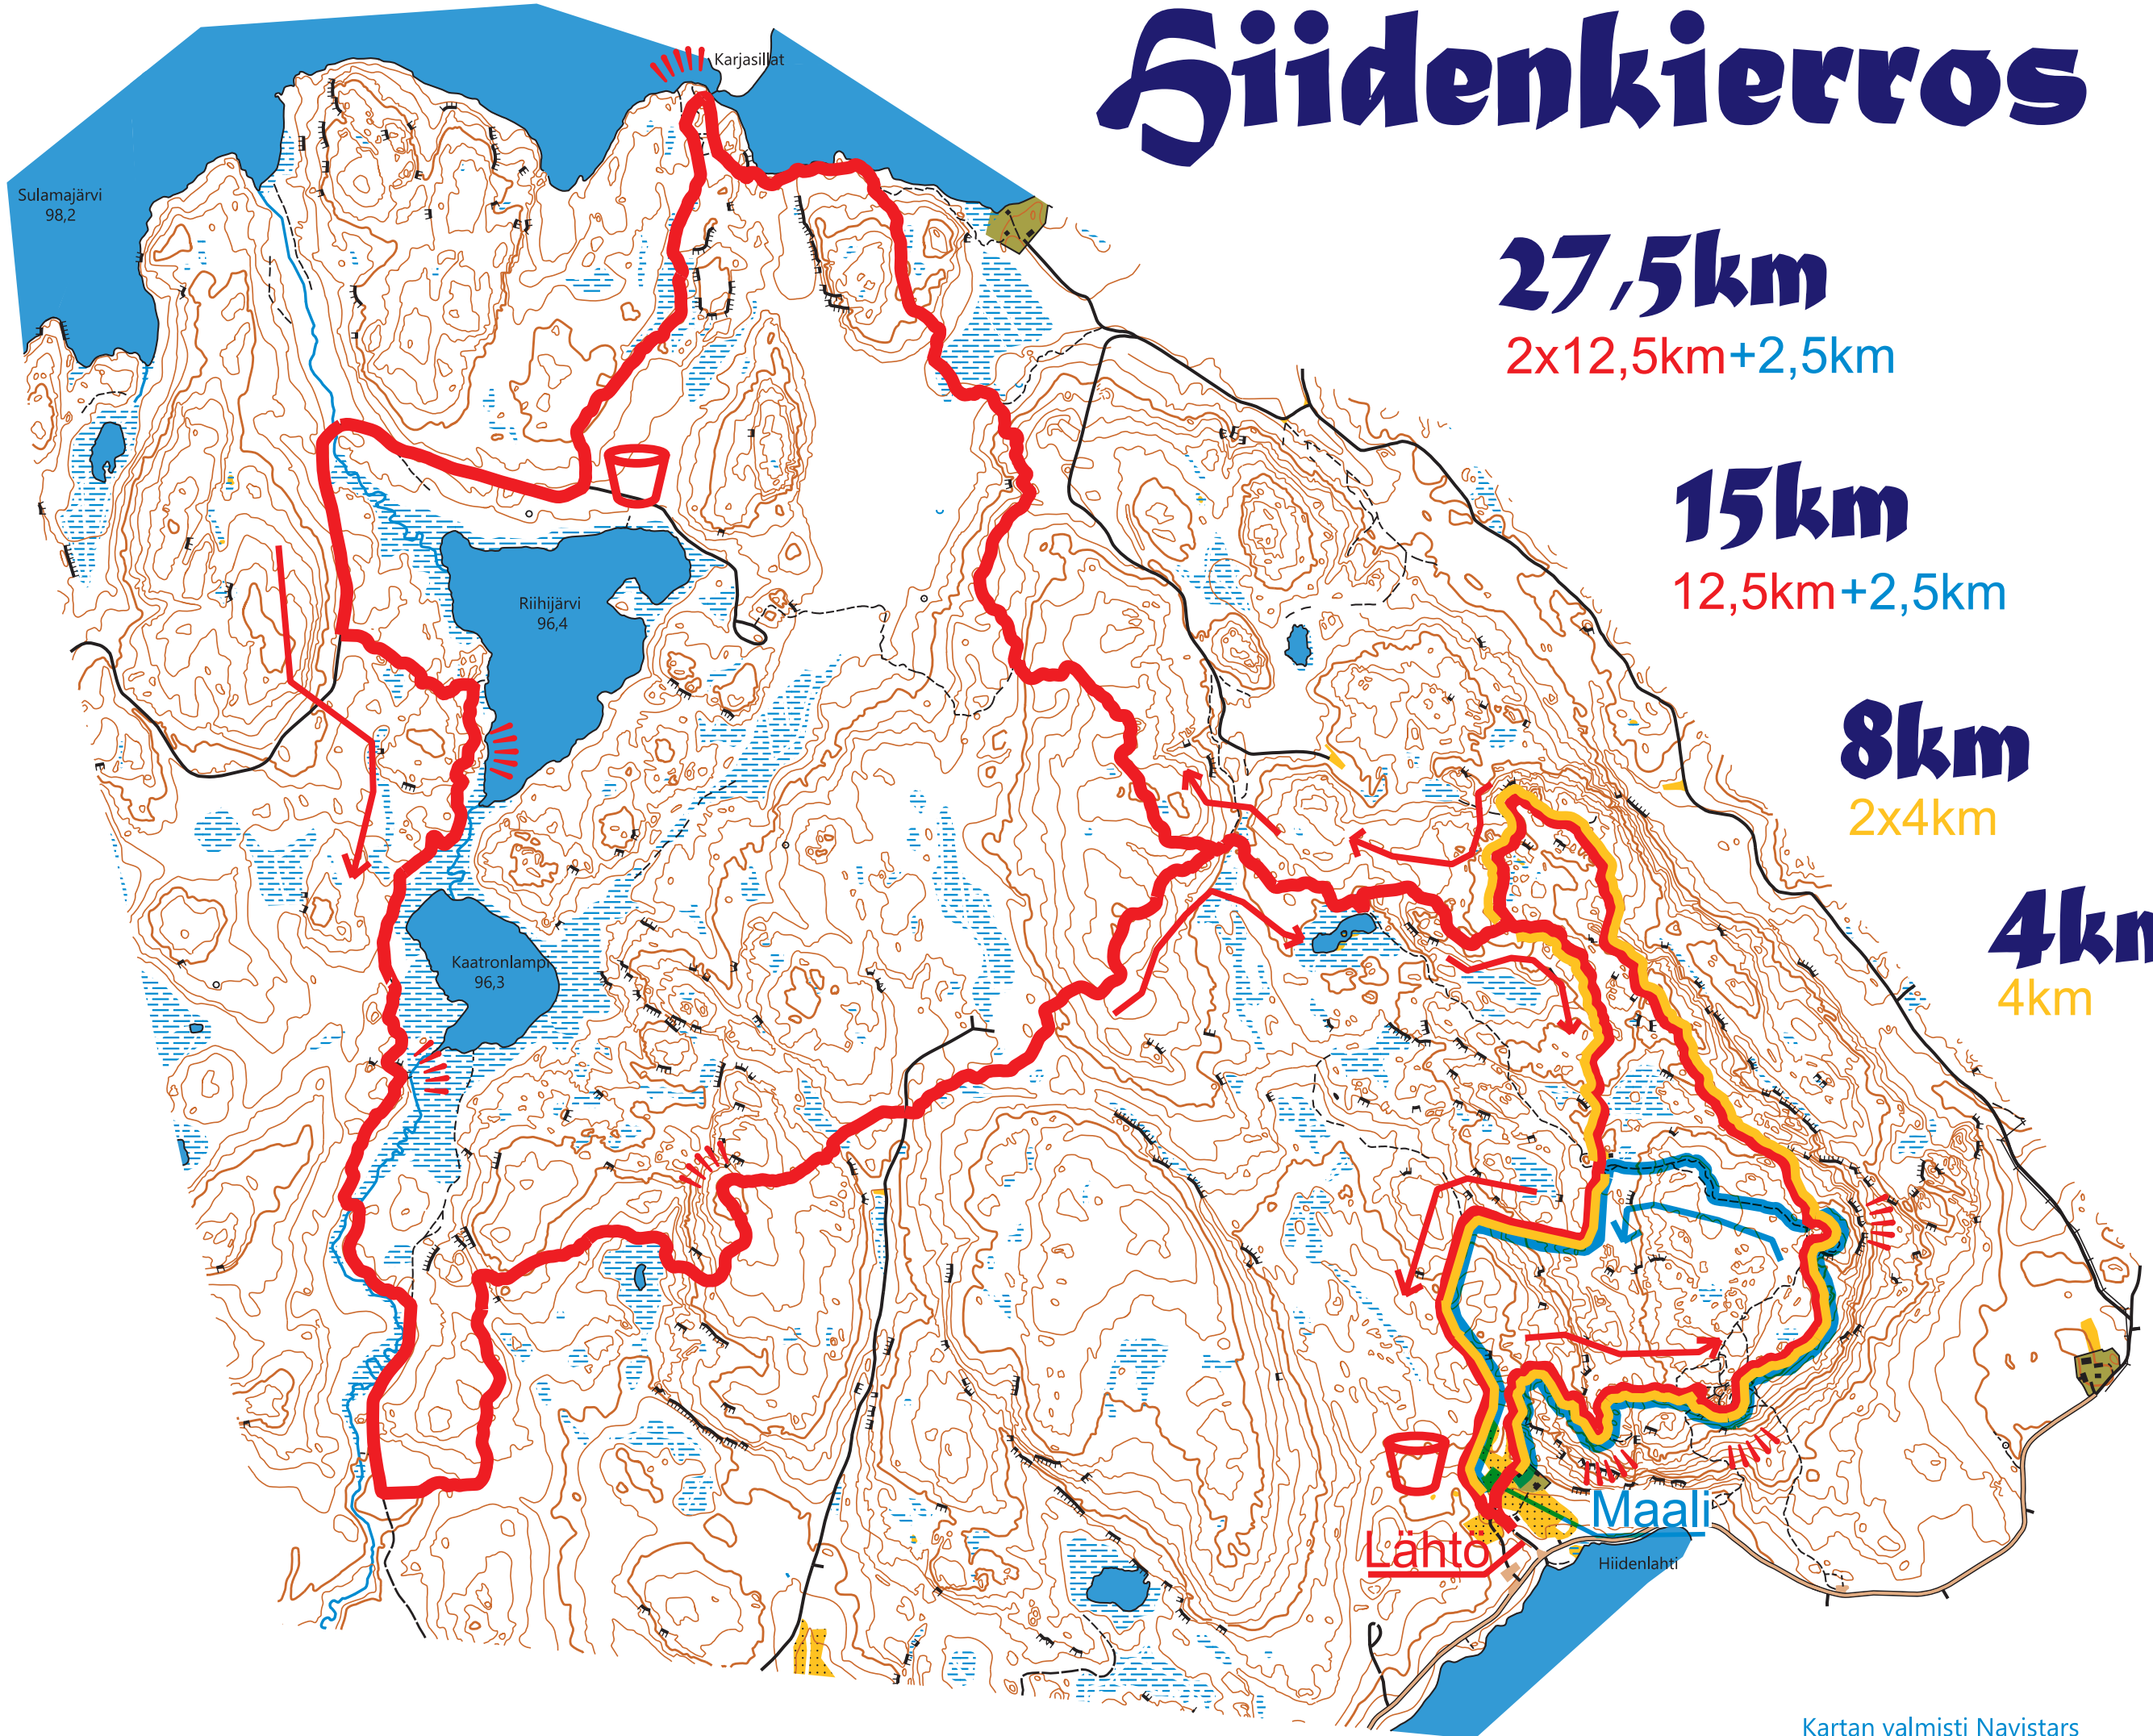 Hiidenkierros
27,5km
2x12,5km+2,5km
15km
12,5km+2,5km
8km
2x4km
4km
4km
Karjasillat
Sulamajärvi
98,2
Riihijärvi
96,4
Kaatronlampi
96,3
Maali
Lähtö
Hiidenlahti
Kartan valmisti Navistars